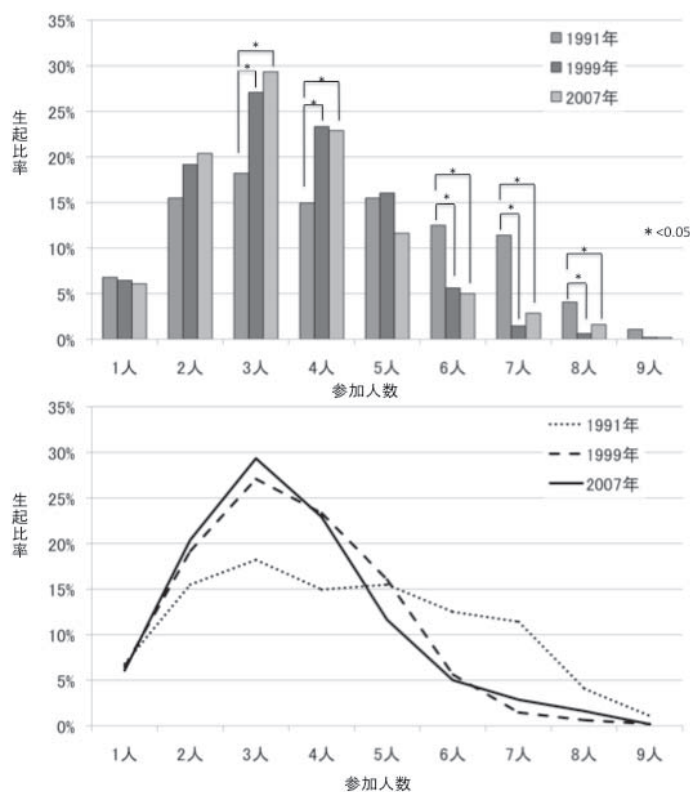 35%
30%
25%
20%
15%
10%
5%
0%
生起比率
1991年
1999年
2007年
*
*
*
*
*
*
*
*
*
*
*<0.05
1人 2人 3人 4人 5人 6人 7人 8人 9人
参加人数
35%
30%
25%
20%
15%
10%
5%
0%
生起比率
1991年
1999年
2007年
1人 2人 3人 4人 5人 6人 7人 8人 9人
参加人数